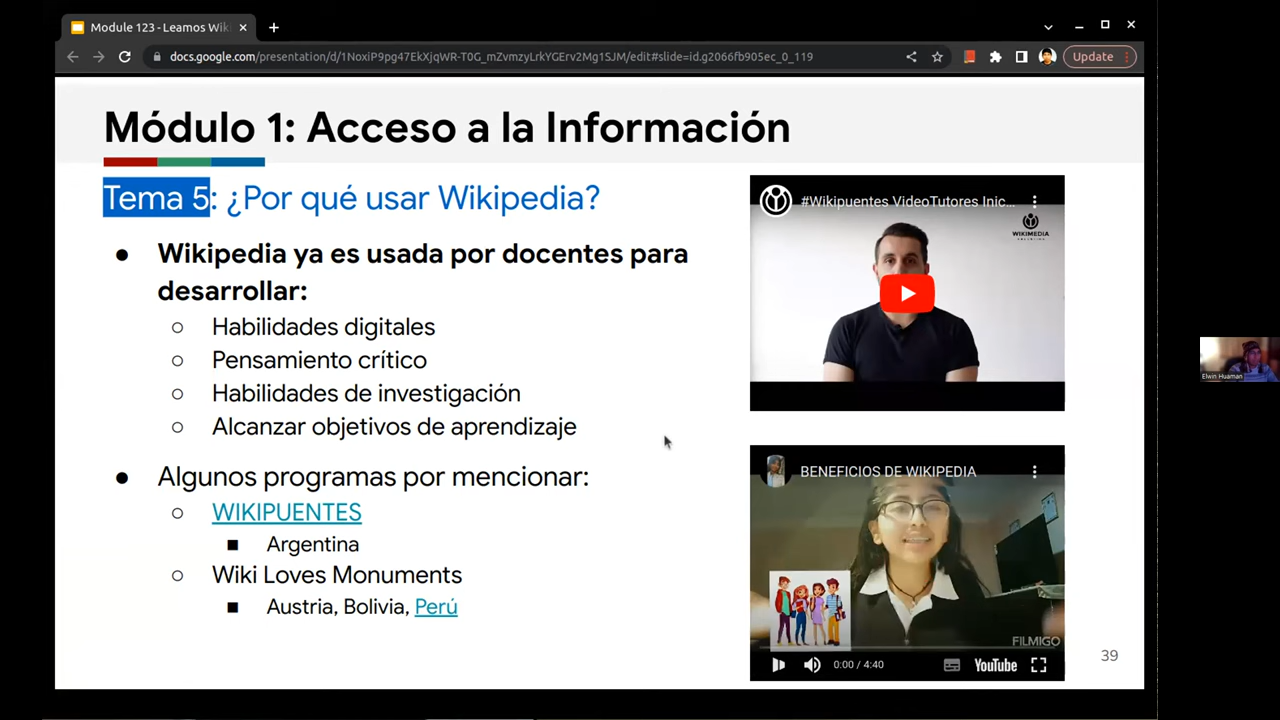 Module 123 - Leamos Wiki
docs.google.com/presentation/d/1NoxiP9pg47EkXjqWR-T0G_mZvmzyLrkYGErv2Mg1SJM/edit#slide=id.g2066fb905ec_0_119
Update
Módulo 1: Acceso a la Información
Tema 5: ¿Por qué usar Wikipedia?
● Wikipedia ya es usada por docentes para
desarrollar:
○ Habilidades digitales
○ Pensamiento crítico
○ Habilidades de investigación
○ Alcanzar objetivos de aprendizaje
● Algunos programas por mencionar:
○ WIKIPUENTES
■ Argentina
○ Wiki Loves Monuments
■ Austria, Bolivia, Perú
#Wikipuentes VideoTutores Inic...
WIKIMEDIA
BENEFICIOS DE WIKIPEDIA
FILMIGO
0:00 / 4:40
YouTube
39
Elwin Huaman